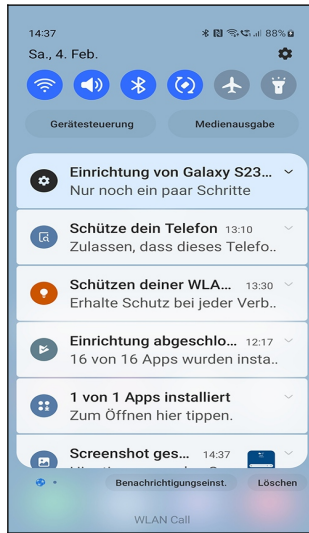 14:37 88%
Sa., 4. Feb.
Gerätesteuerung Medienausgabe
Einrichtung von Galaxy S23...
Nur noch ein paar Schritte
Schütze dein Telefon 13:10
Zulassen, dass dieses Telefo..
Schützen deiner WLA... 13:30
Erhalte Schutz bei jeder Verb..
Einrichtung abgeschlo... 12:17
16 von 16 Apps wurden insta..
1 von 1 Apps installiert
Zum Öffnen hier tippen.
Screenshot ges... 14:37
Benachrichtigungseinst. Löschen
WLAN Call